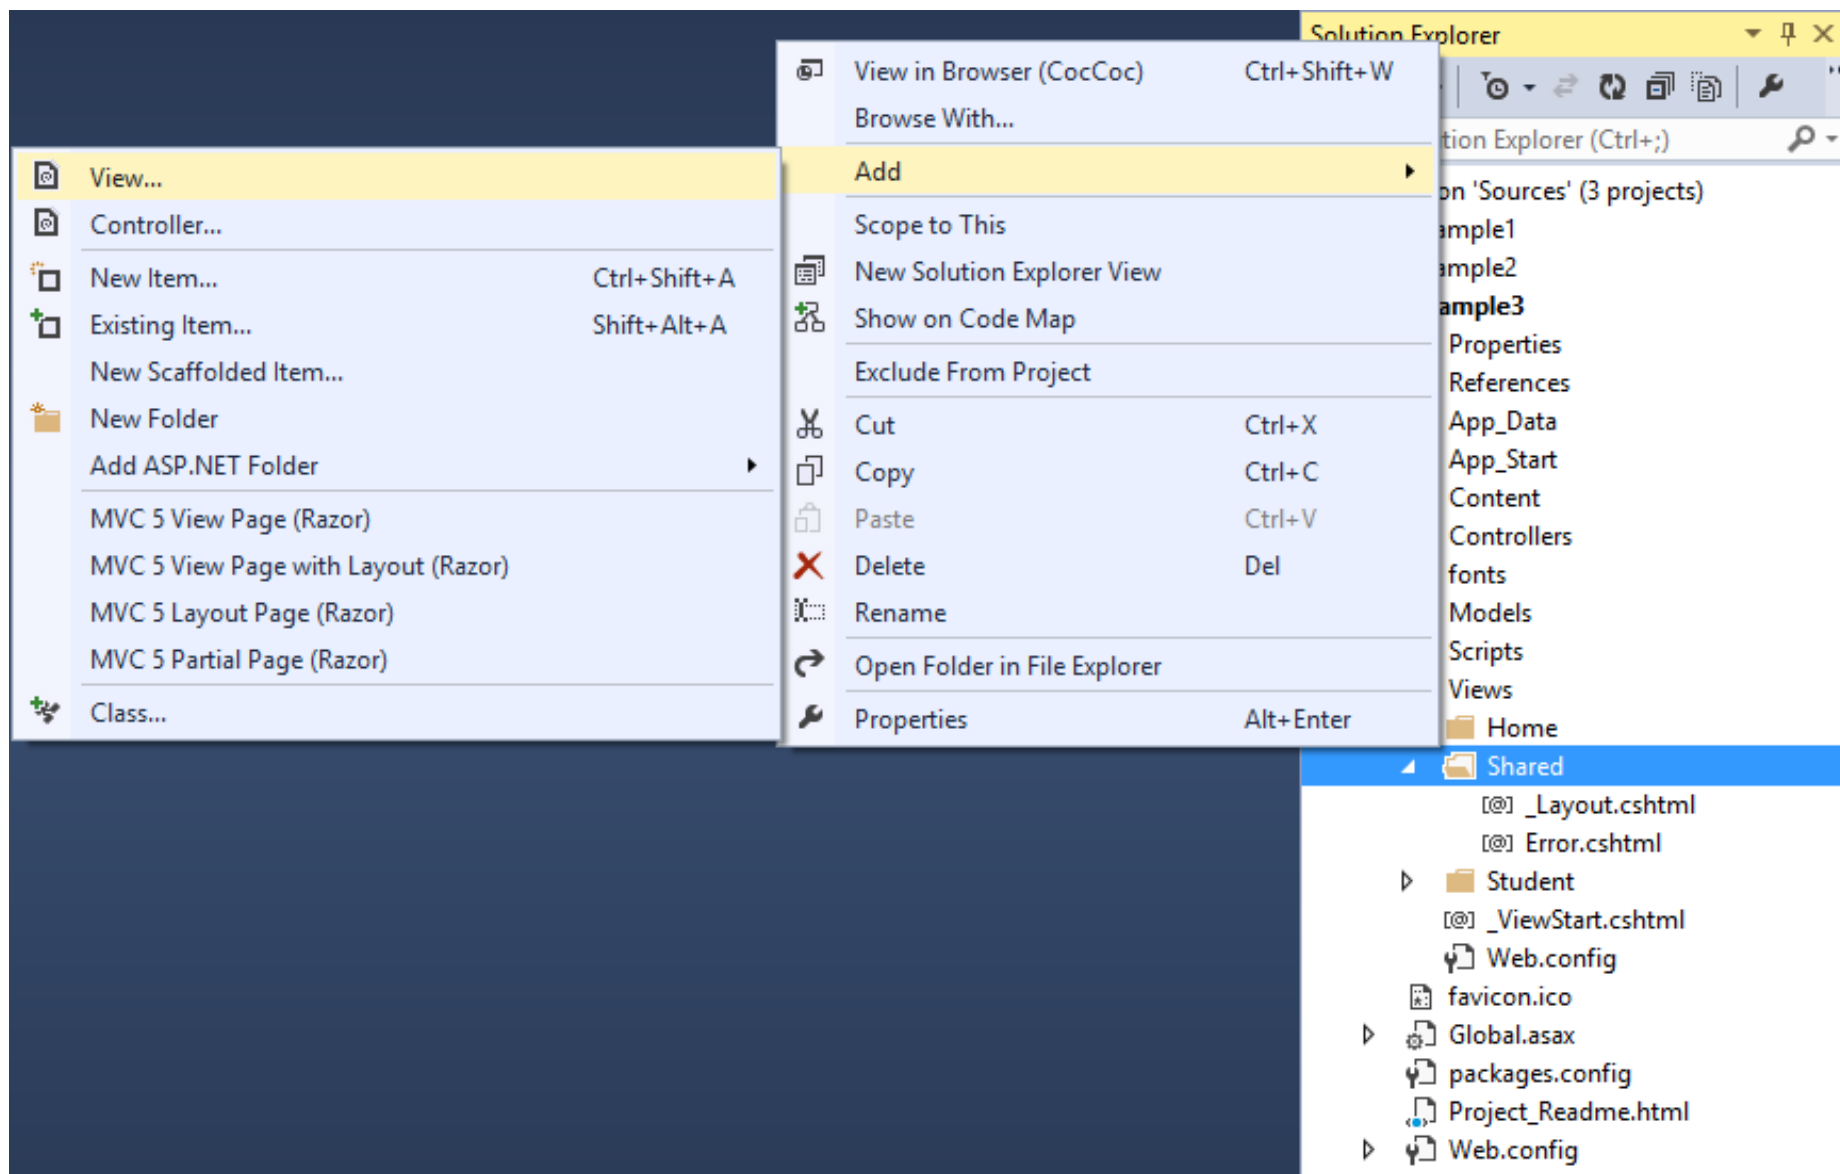 View...
Controller...
New Item... Ctrl+Shift+A
Existing Item... Shift+Alt+A
New Scaffolded Item...
New Folder
Add ASP.NET Folder
MVC 5 View Page (Razor)
MVC 5 View Page with Layout (Razor)
MVC 5 Layout Page (Razor)
MVC 5 Partial Page (Razor)
Class...
View in Browser (CocCoc) Ctrl+Shift+W
Browse With...
Add
Scope to This
New Solution Explorer View
Show on Code Map
Exclude From Project
Cut Ctrl+X
Copy Ctrl+C
Paste Ctrl+V
Delete Del
Rename
Open Folder in File Explorer
Properties Alt+Enter
Solution Explorer
tion Explorer (Ctrl+;)
on 'Sources' (3 projects)
ample1
ample2
ample3
Properties
References
App_Data
App_Start
Content
Controllers
fonts
Models
Scripts
Views
Home
Shared
_Layout.cshtml
Error.cshtml
Student
_ViewStart.cshtml
Web.config
favicon.ico
Global.asax
packages.config
Project_Readme.html
Web.config